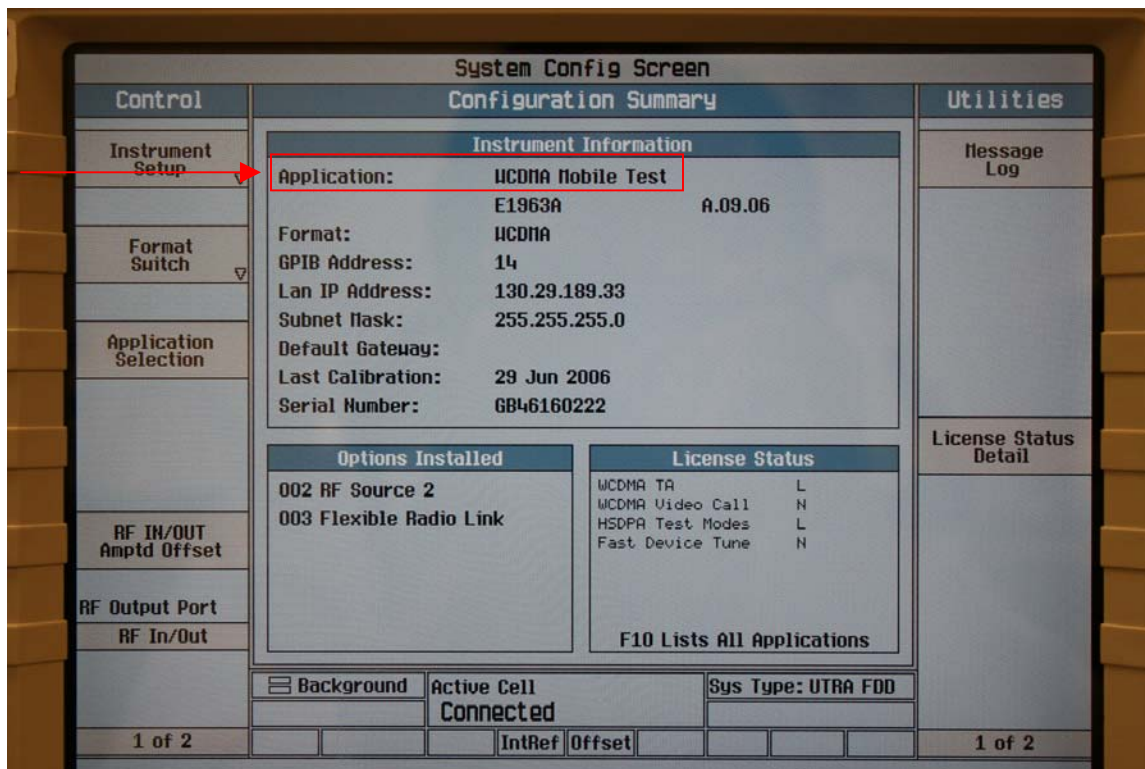 System Config Screen
Control
Configuration Summary
Utilities
Instrument
Setup
Format
Switch
Application
Selection
RF IN/OUT
Amptd Offset
RF Output Port
RF In/Out
1 of 2
Instrument Information
Application: WCDMA Mobile Test
E1963A A.09.06
Format: WCDMA
GPIB Address: 14
Lan IP Address: 130.29.189.33
Subnet Mask: 255.255.255.0
Default Gateway:
Last Calibration: 29 Jun 2006
Serial Number: GB46160222
Options Installed
002 RF Source 2
003 Flexible Radio Link
License Status
WCDMA TA L
WCDMA Video Call N
HSDPA Test Modes L
Fast Device Tune N
F10 Lists All Applications
Background
Active Cell
Connected
Sys Type: UTRA FDD
IntRef Offset
Message
Log
License Status
Detail
1 of 2